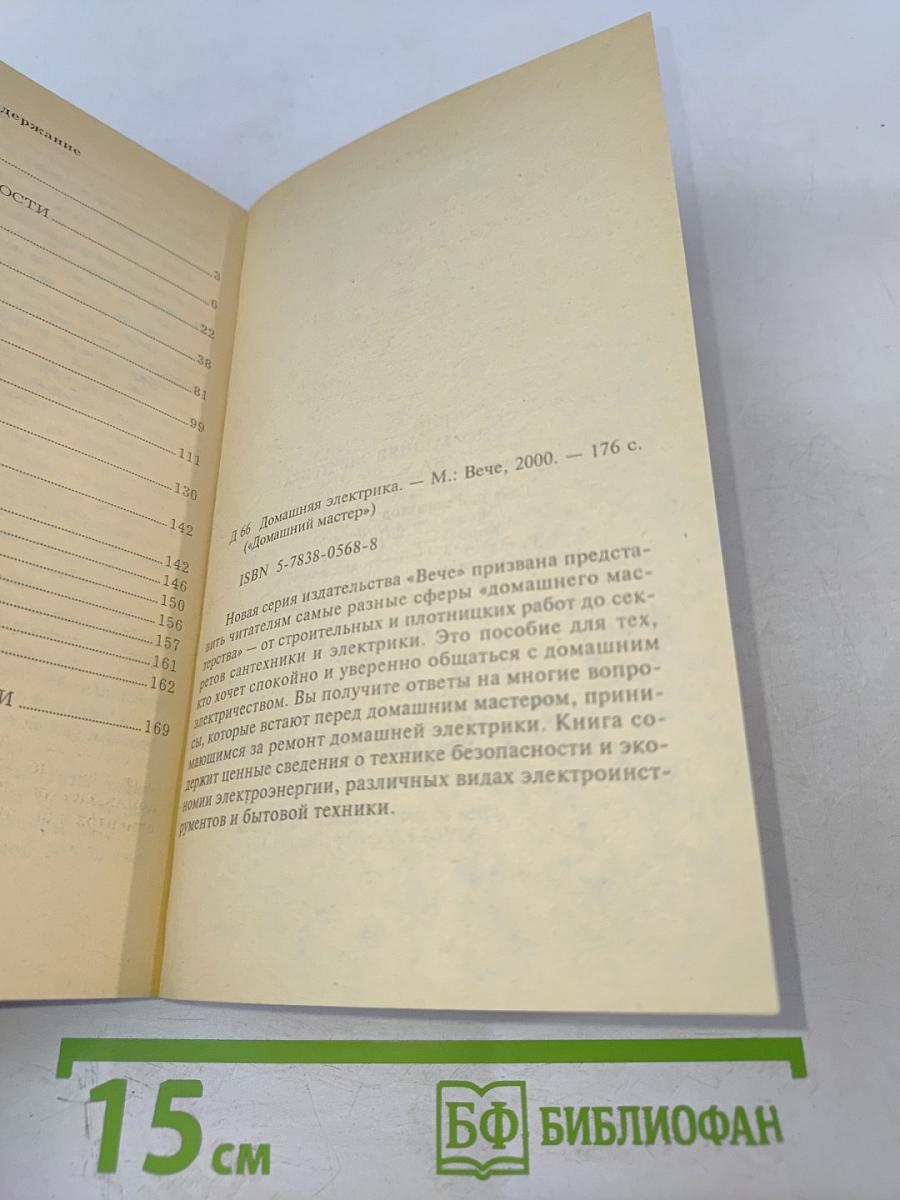 держание
ОСТИ
3
6
22
38
81
99
111
130
142
142
146
150
156
157
161
162
И
169
Д 66 Домашняя электрика. — М.: Вече, 2000. — 176 с.
(«Домашний мастер»)
ISBN 5-7838-0568-8
Новая серия издательства «Вече» призвана предста-
вить читателям самые разные сферы «домашнего мас-
терства» — от строительных и плотницких работ до сек-
ретов сантехники и электрики. Это пособие для тех,
кто хочет спокойно и уверенно общаться с домашним
электричеством. Вы получите ответы на многие вопро-
сы, которые встают перед домашним мастером, прини-
мающимся за ремонт домашней электрики. Книга со-
держит ценные сведения о технике безопасности и эко-
номии электроэнергии, различных видах электроинст-
рументов и бытовой техники.
15 см
БФ БИБЛИОФАН